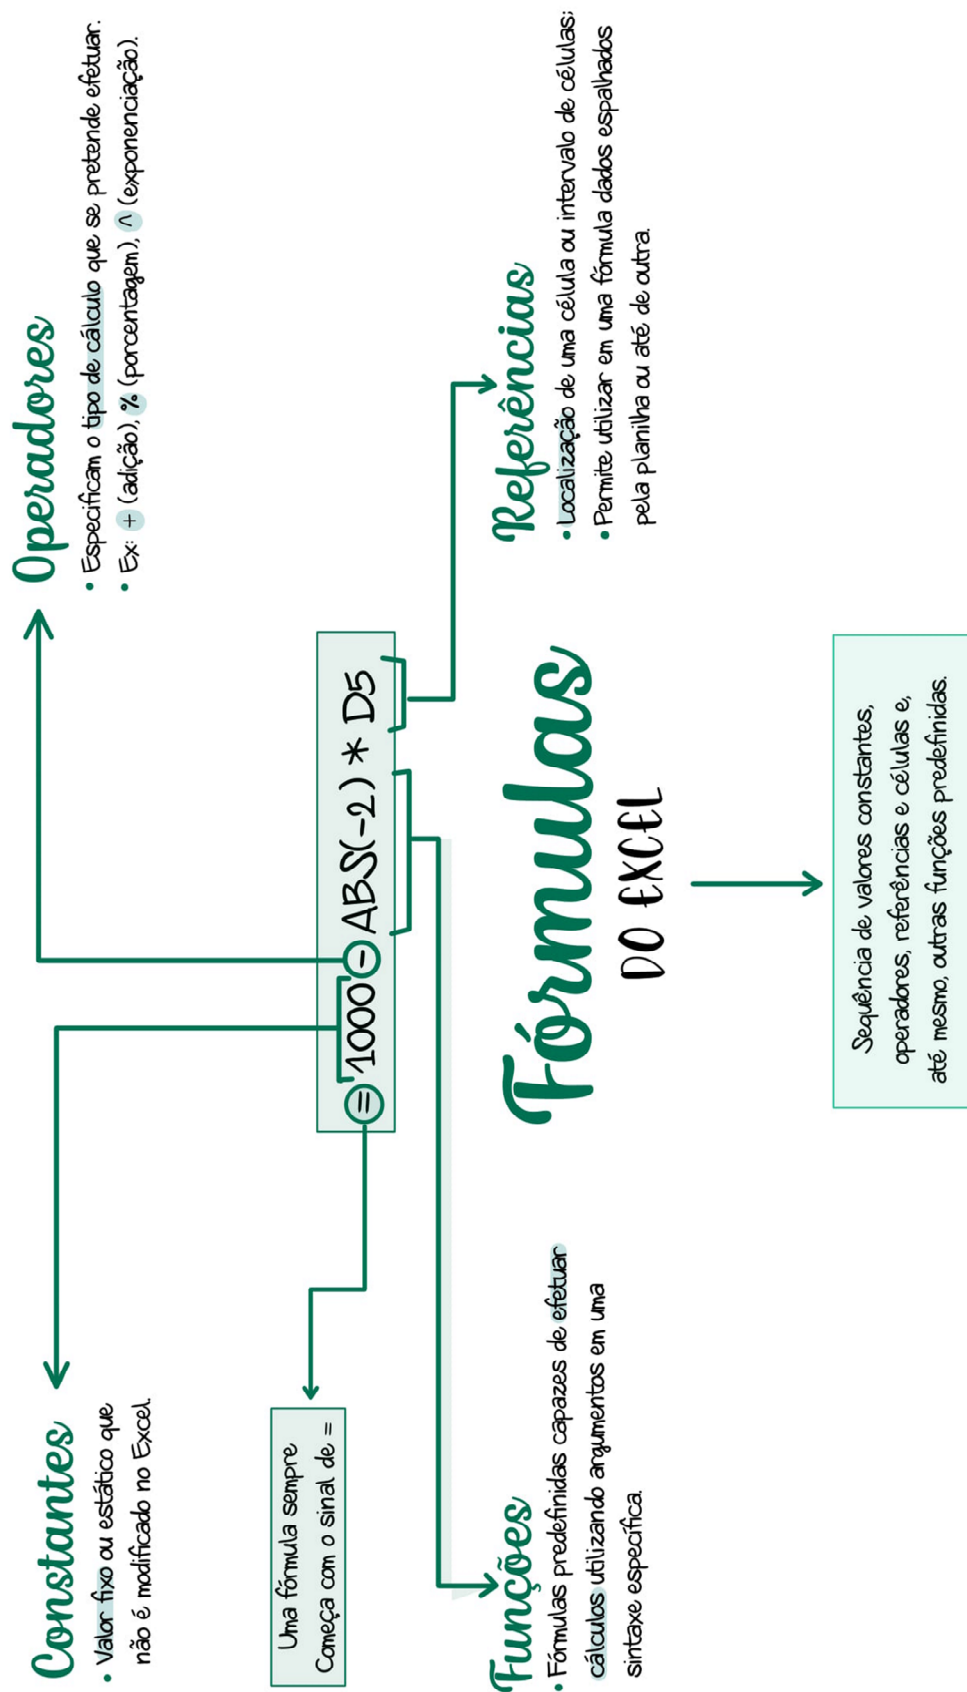 Constantes
• Valor fixo ou estático que
não é modificado no Excel.
Operadores
• Especificam o tipo de cálculo que se pretende efetuar.
• Ex: + (adição), % (porcentagem), ^ (exponenciação).
Uma fórmula sempre
Começa com o sinal de =
= 1000 - ABS(-2) * D5
Funções
• Fórmulas predefinidas capazes de efetuar
cálculos utilizando argumentos em uma
sintaxe específica.
Fórmulas
DO EXCEL
Referências
• Localização de uma célula ou intervalo de células;
• Permite utilizar em uma fórmula dados espalhados
pela planilha ou até de outra.
Sequência de valores constantes,
operadores, referências e células e,
até mesmo, outras funções predefinidas.